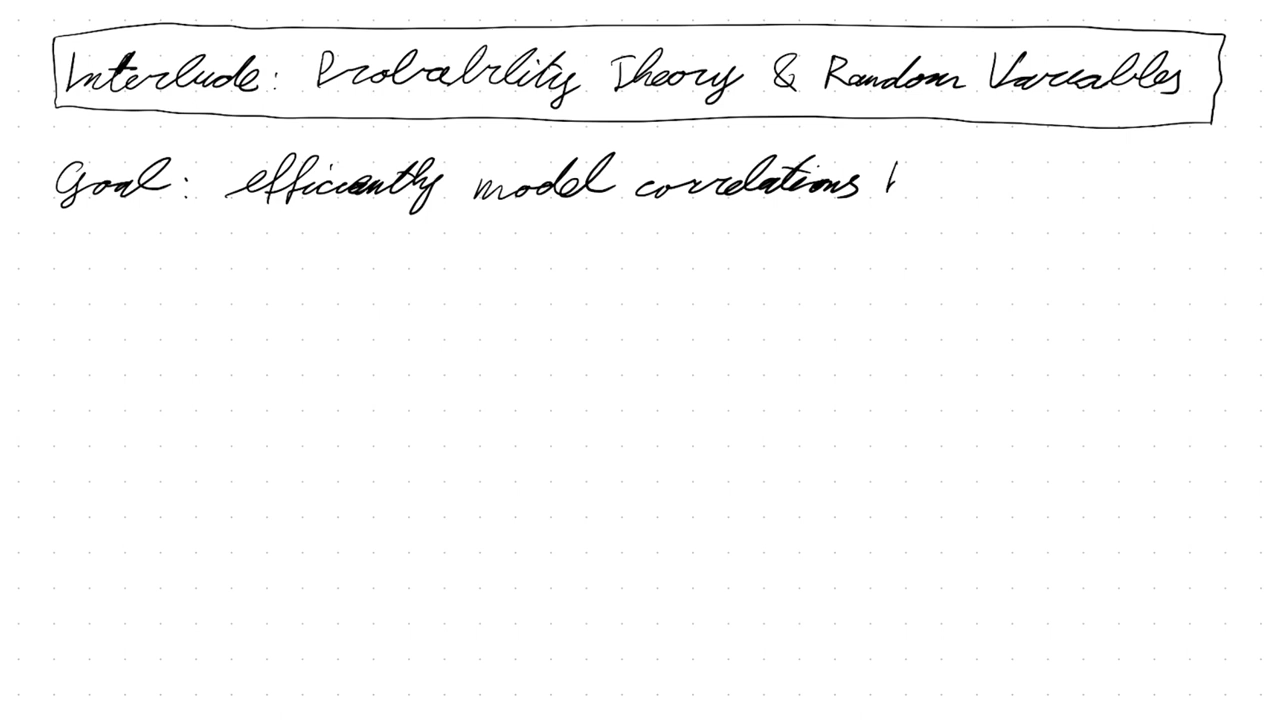 Interlude: Probability Theory & Random Variables
Goal: efficiently model correlations